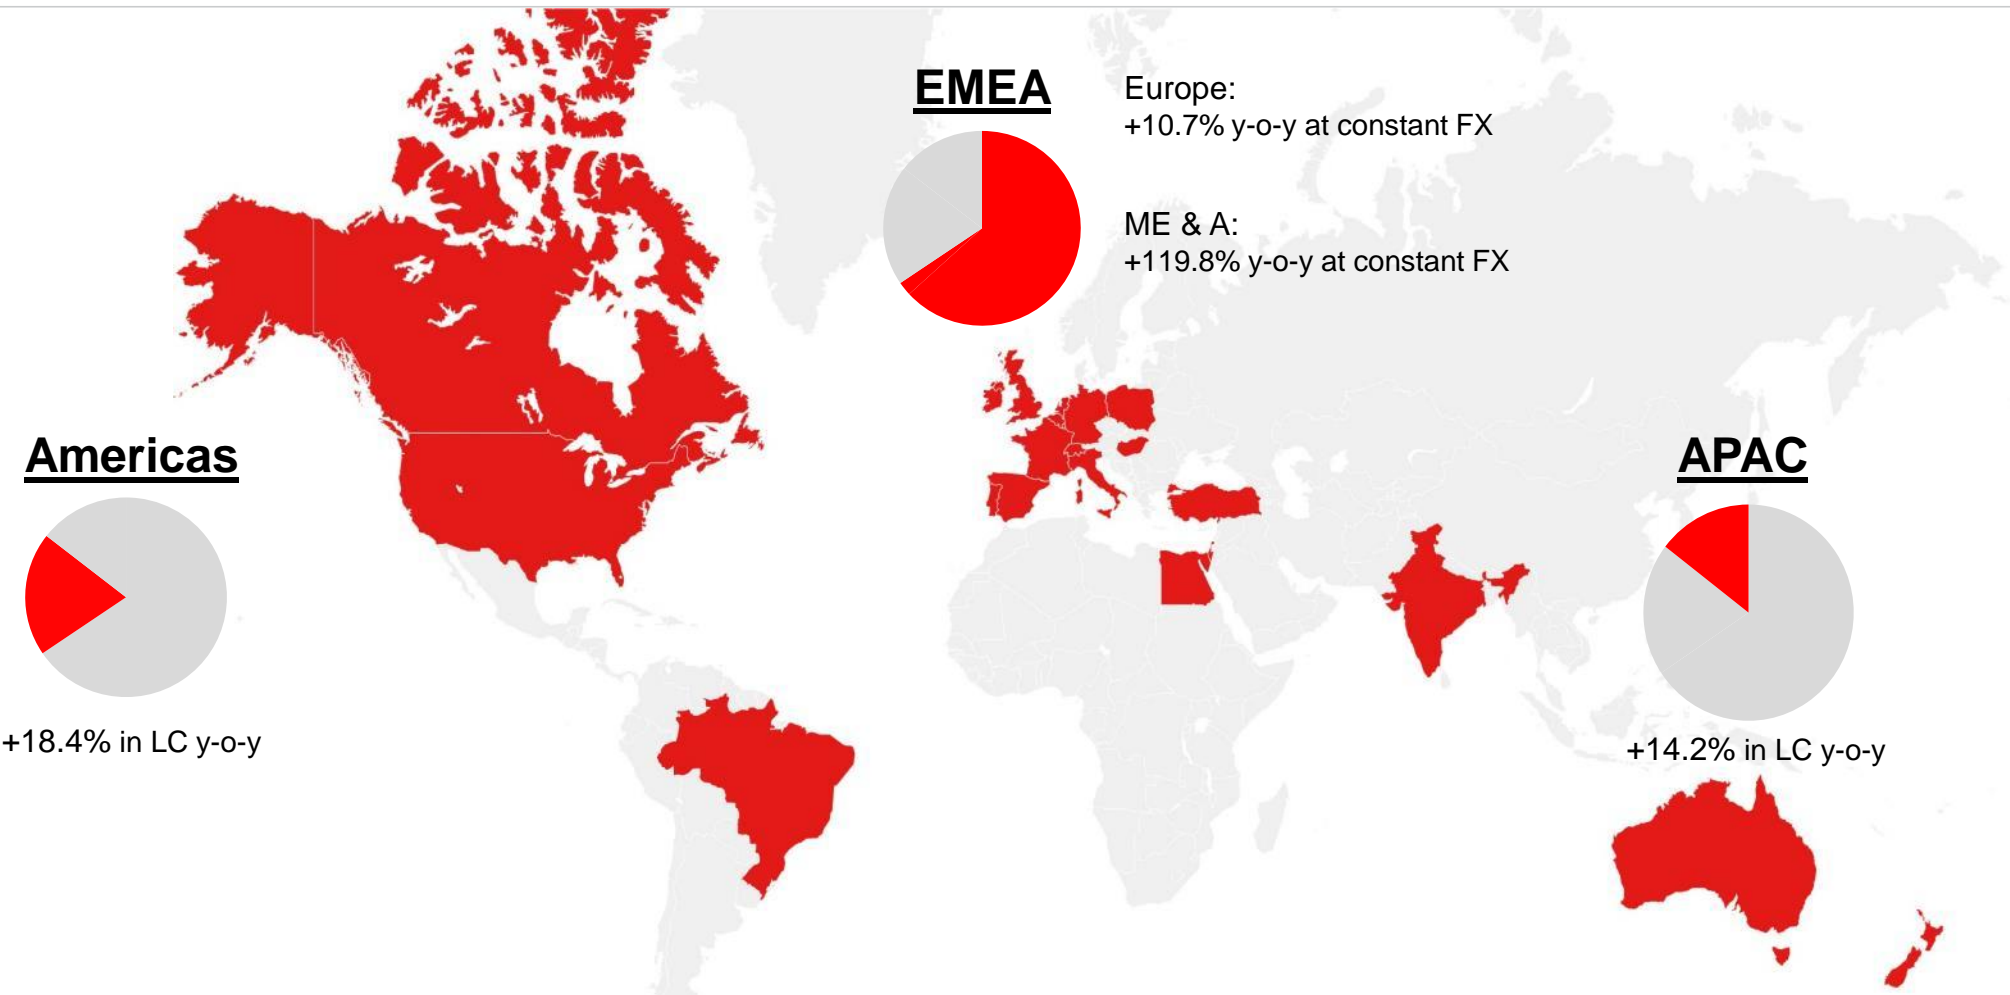 EMEA
Europe:
+10.7% y-o-y at constant FX
ME & A:
+119.8% y-o-y at constant FX
Americas
+18.4% in LC y-o-y
APAC
+14.2% in LC y-o-y